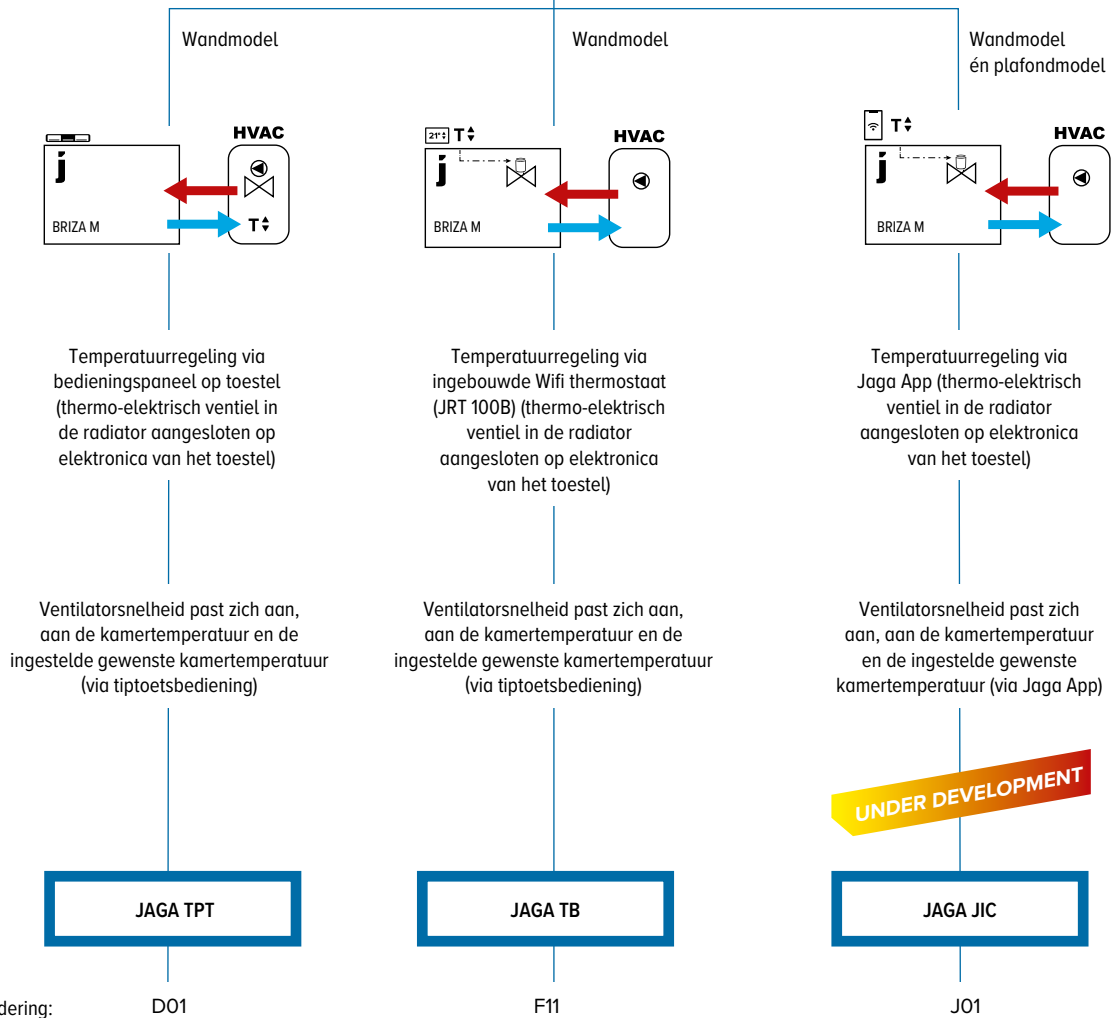 Wandmodel
HVAC
j
T
BRIZA M
Temperatuurregeling via
bedieningspaneel op toestel
(thermo-elektrisch ventiel in
de radiator aangesloten op
elektronica van het toestel)
Ventilatorsnelheid past zich aan,
aan de kamertemperatuur en de
ingestelde gewenste kamertemperatuur
(via tiptoetsbediening)
JAGA TPT
Wandmodel
21°
T
HVAC
j
BRIZA M
Temperatuurregeling via
ingebouwde Wifi thermostaat
(JRT 100B) (thermo-elektrisch
ventiel in de radiator
aangesloten op elektronica
van het toestel)
Ventilatorsnelheid past zich aan,
aan de kamertemperatuur en de
ingestelde gewenste kamertemperatuur
(via tiptoetsbediening)
JAGA TB
Wandmodel
én plafondmodel
T
HVAC
j
BRIZA M
Temperatuurregeling via
Jaga App (thermo-elektrisch
ventiel in de radiator
aangesloten op elektronica
van het toestel)
Ventilatorsnelheid past zich
aan, aan de kamertemperatuur
en de ingestelde gewenste
kamertemperatuur (via Jaga App)
UNDER DEVELOPMENT
JAGA JIC
dering: D01 F11 J01